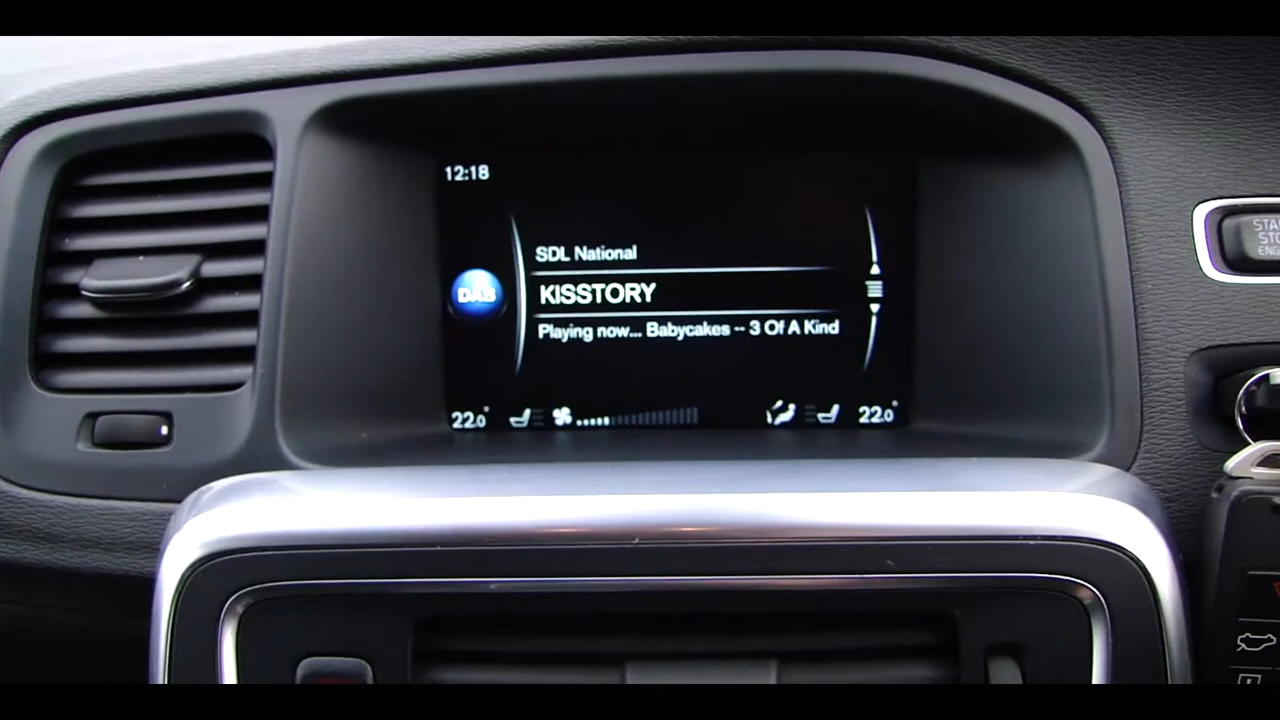 12:18
SDL National
DAB
KISSTORY
Playing now... Babycakes -- 3 Of A Kind
22.0°
22.0°